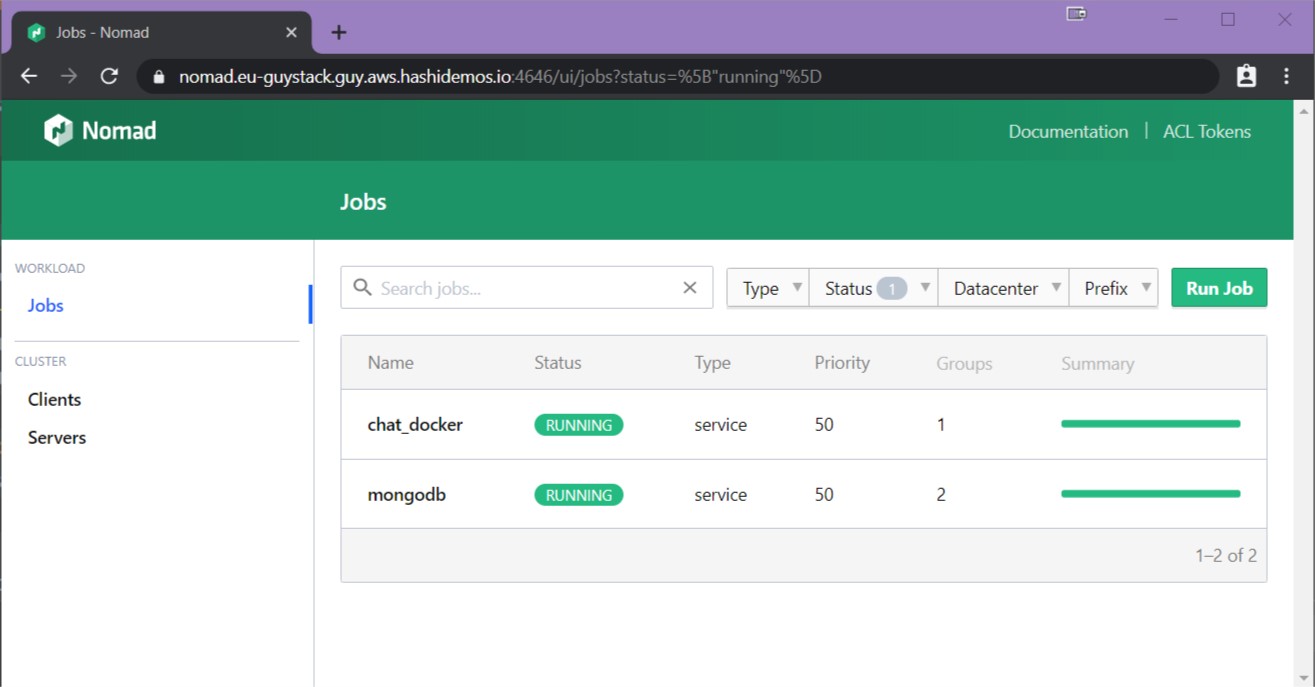 Jobs - Nomad
nomad.eu-guystack.guy.aws.hashidemos.io:4646/ui/jobs?status=%5B"running"%5D
Nomad
Documentation | ACL Tokens
Jobs
WORKLOAD
Jobs
CLUSTER
Clients
Servers
Search jobs...
Type Status 1 Datacenter Prefix Run Job
Name Status Type Priority Groups Summary
chat_docker RUNNING service 50 1
mongodb RUNNING service 50 2
1–2 of 2